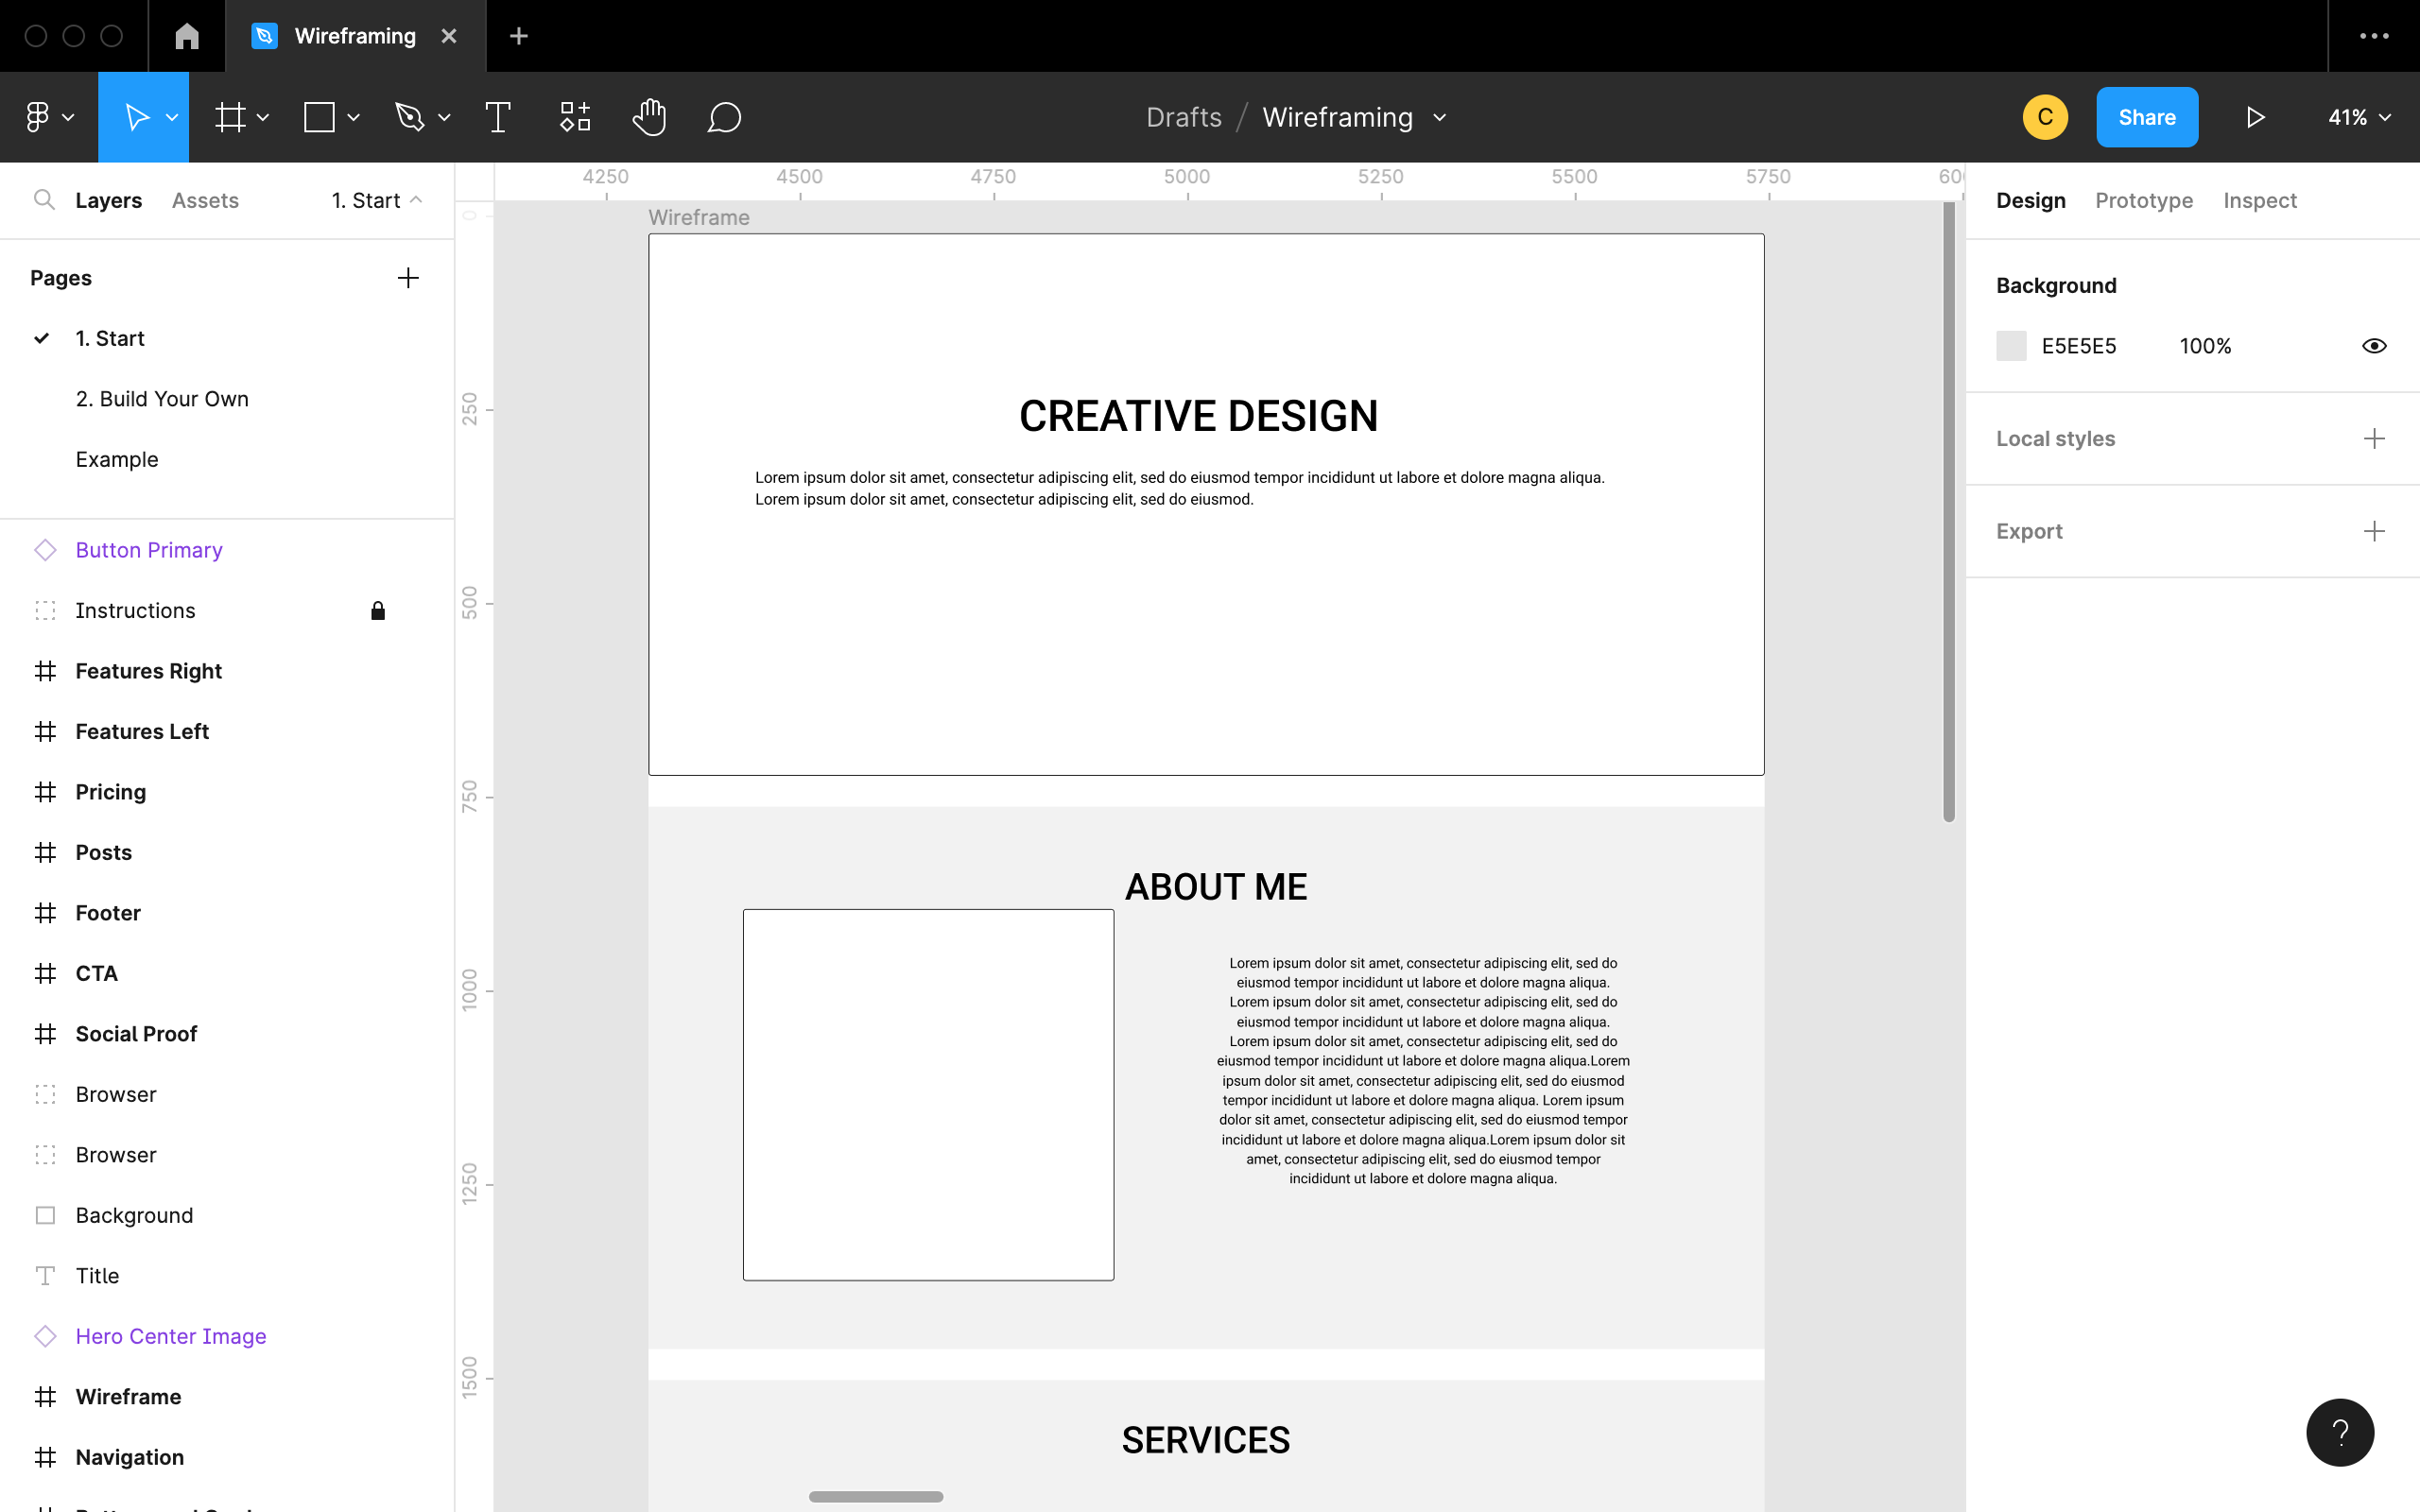 Wireframing
Drafts / Wireframing
C
Share
41%
Layers
Assets
1. Start
Pages
1. Start
2. Build Your Own
Example
Button Primary
Instructions
Features Right
Features Left
Pricing
Posts
Footer
CTA
Social Proof
Browser
Browser
Background
Title
Hero Center Image
Wireframe
Navigation
4250 4500 4750 5000 5250 5500 5750
0
250
500
750
1000
1250
1500
Wireframe
CREATIVE DESIGN
Lorem ipsum dolor sit amet, consectetur adipiscing elit, sed do eiusmod tempor incididunt ut labore et dolore magna aliqua.
Lorem ipsum dolor sit amet, consectetur adipiscing elit, sed do eiusmod.
ABOUT ME
Lorem ipsum dolor sit amet, consectetur adipiscing elit, sed do
eiusmod tempor incididunt ut labore et dolore magna aliqua.
Lorem ipsum dolor sit amet, consectetur adipiscing elit, sed do
eiusmod tempor incididunt ut labore et dolore magna aliqua.
Lorem ipsum dolor sit amet, consectetur adipiscing elit, sed do
eiusmod tempor incididunt ut labore et dolore magna aliqua.Lorem
ipsum dolor sit amet, consectetur adipiscing elit, sed do eiusmod
tempor incididunt ut labore et dolore magna aliqua. Lorem ipsum
dolor sit amet, consectetur adipiscing elit, sed do eiusmod tempor
incididunt ut labore et dolore magna aliqua.Lorem ipsum dolor sit
amet, consectetur adipiscing elit, sed do eiusmod tempor
incididunt ut labore et dolore magna aliqua.
SERVICES
Design
Prototype
Inspect
Background
E5E5E5
100%
Local styles
Export
?